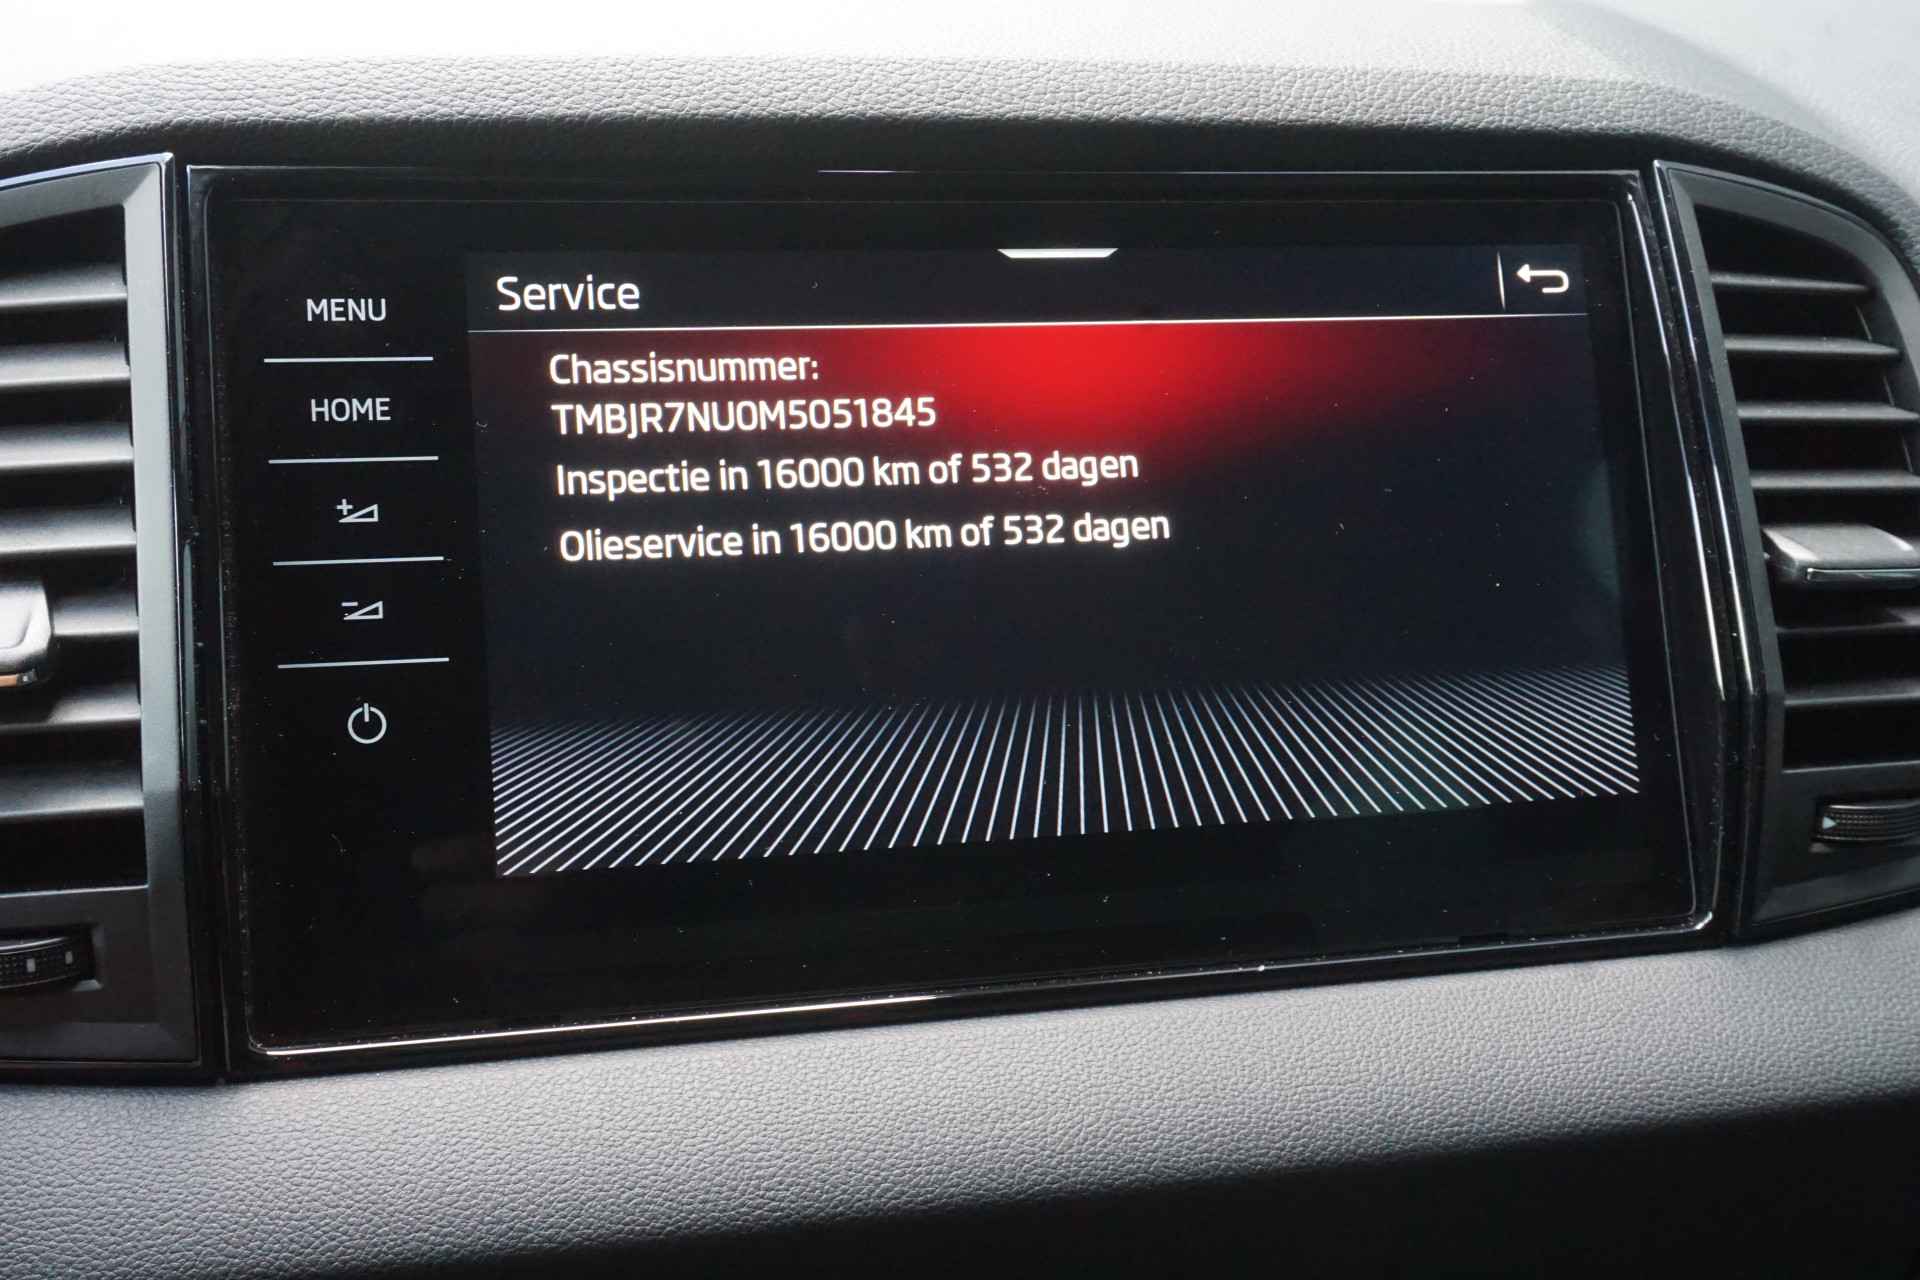 MENU
HOME
Service
Chassisnummer:
TMBJR7NU0M5051845
Inspectie in 16000 km of 532 dagen
Olieservice in 16000 km of 532 dagen